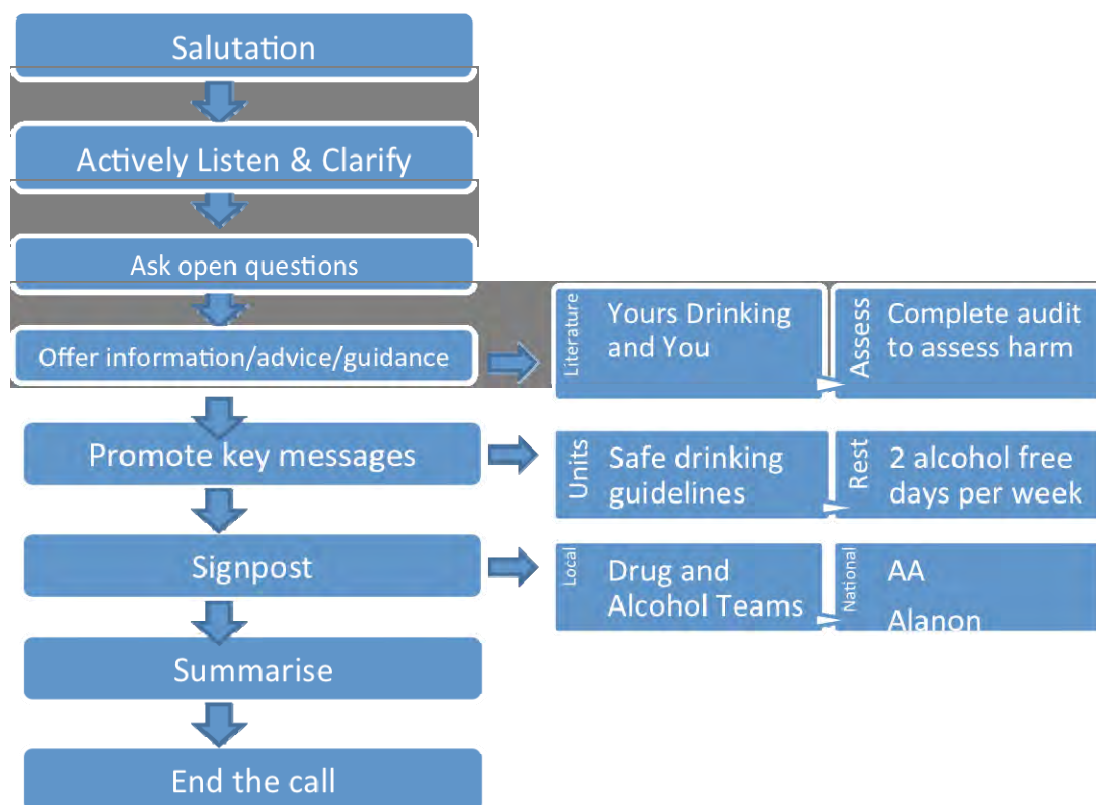 Salutation
Actively Listen & Clarify
Ask open questions
Offer information/advice/guidance
Literature
Yours Drinking
and You
Assess
Complete audit
to assess harm
Promote key messages
Units
Safe drinking
guidelines
Rest
2 alcohol free
days per week
Signpost
Local
Drug and
Alcohol Teams
National
AA
Alanon
Summarise
End the call